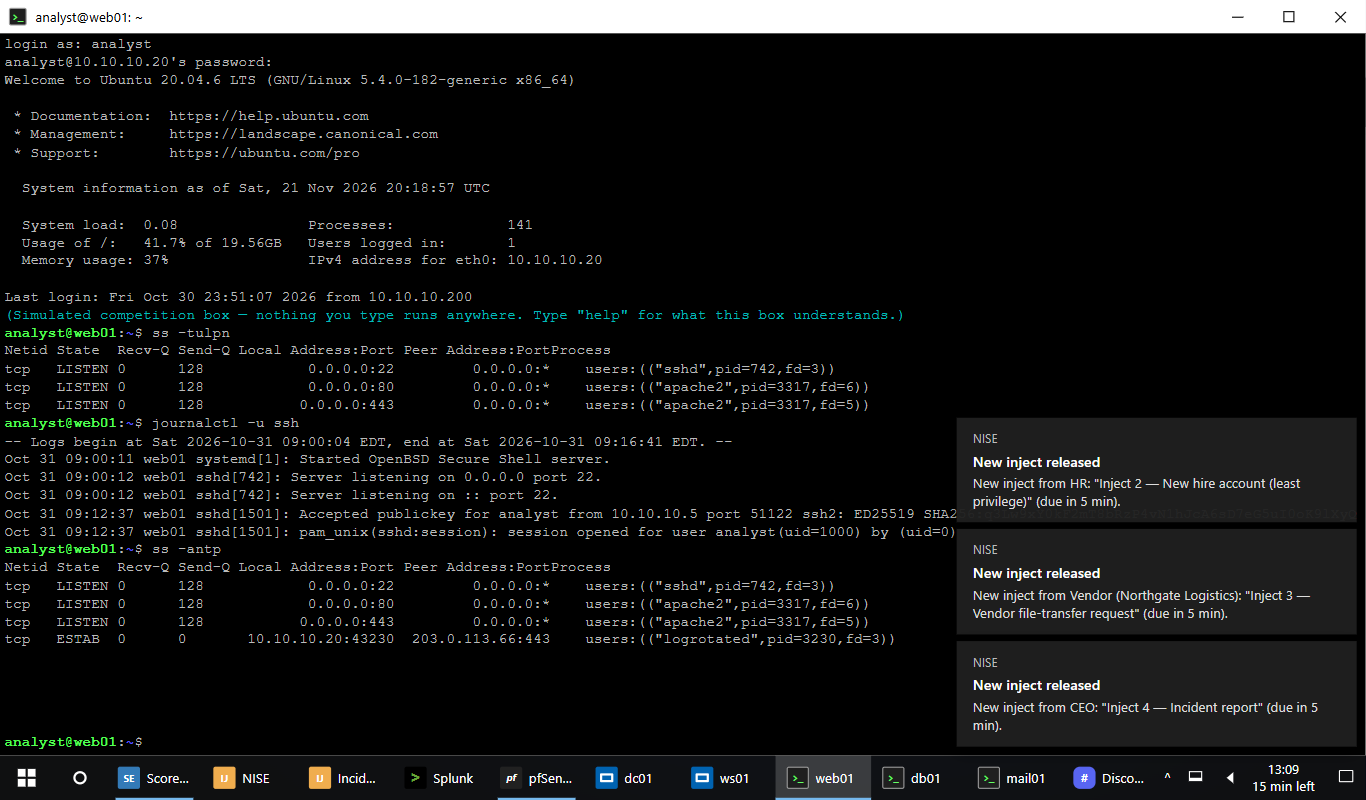 analyst@web01: ~
login as: analyst
analyst@10.10.10.20's password:
Welcome to Ubuntu 20.04.6 LTS (GNU/Linux 5.4.0-182-generic x86_64)
* Documentation:  https://help.ubuntu.com
* Management:     https://landscape.canonical.com
* Support:        https://ubuntu.com/pro
System information as of Sat, 21 Nov 2026 20:18:57 UTC
System load:  0.08               Processes:             141
Usage of /:   41.7% of 19.56GB   Users logged in:       1
Memory usage: 37%                IPv4 address for eth0: 10.10.10.20
Last login: Fri Oct 30 23:51:07 2026 from 10.10.10.200
(Simulated competition box — nothing you type runs anywhere. Type "help" for what this box understands.)
analyst@web01:~$ ss -tulpn
Netid State  Recv-Q Send-Q Local Address:Port Peer Address:PortProcess
tcp   LISTEN 0      128            0.0.0.0:22         0.0.0.0:*    users:(("sshd",pid=742,fd=3))
tcp   LISTEN 0      128            0.0.0.0:80         0.0.0.0:*    users:(("apache2",pid=3317,fd=6))
tcp   LISTEN 0      128           0.0.0.0:443         0.0.0.0:*    users:(("apache2",pid=3317,fd=5))
analyst@web01:~$ journalctl -u ssh
-- Logs begin at Sat 2026-10-31 09:00:04 EDT, end at Sat 2026-10-31 09:16:41 EDT. --
Oct 31 09:00:11 web01 systemd[1]: Started OpenBSD Secure Shell server.
Oct 31 09:00:12 web01 sshd[742]: Server listening on 0.0.0.0 port 22.
Oct 31 09:00:12 web01 sshd[742]: Server listening on :: port 22.
Oct 31 09:12:37 web01 sshd[1501]: Accepted publickey for analyst from 10.10.10.5 port 51122 ssh2: ED25519 SHA2
Oct 31 09:12:37 web01 sshd[1501]: pam_unix(sshd:session): session opened for user analyst(uid=1000) by (uid=0)
analyst@web01:~$ ss -antp
Netid State  Recv-Q Send-Q Local Address:Port Peer Address:PortProcess
tcp   LISTEN 0      128            0.0.0.0:22         0.0.0.0:*    users:(("sshd",pid=742,fd=3))
tcp   LISTEN 0      128            0.0.0.0:80         0.0.0.0:*    users:(("apache2",pid=3317,fd=6))
tcp   LISTEN 0      128           0.0.0.0:443         0.0.0.0:*    users:(("apache2",pid=3317,fd=5))
tcp   ESTAB  0      0       10.10.10.20:43230  203.0.113.66:443    users:(("logrotated",pid=3230,fd=3))
analyst@web01:~$
NISE
New inject released
New inject from HR: "Inject 2 — New hire account (least
privilege)" (due in 5 min).
NISE
New inject released
New inject from Vendor (Northgate Logistics): "Inject 3 —
Vendor file-transfer request" (due in 5 min).
NISE
New inject released
New inject from CEO: "Inject 4 — Incident report" (due in 5
min).
SE Score... IJ NISE IJ Incid... > Splunk pf pfSen... dc01 ws01 web01 db01 mail01 # Disco... 13:09
15 min left